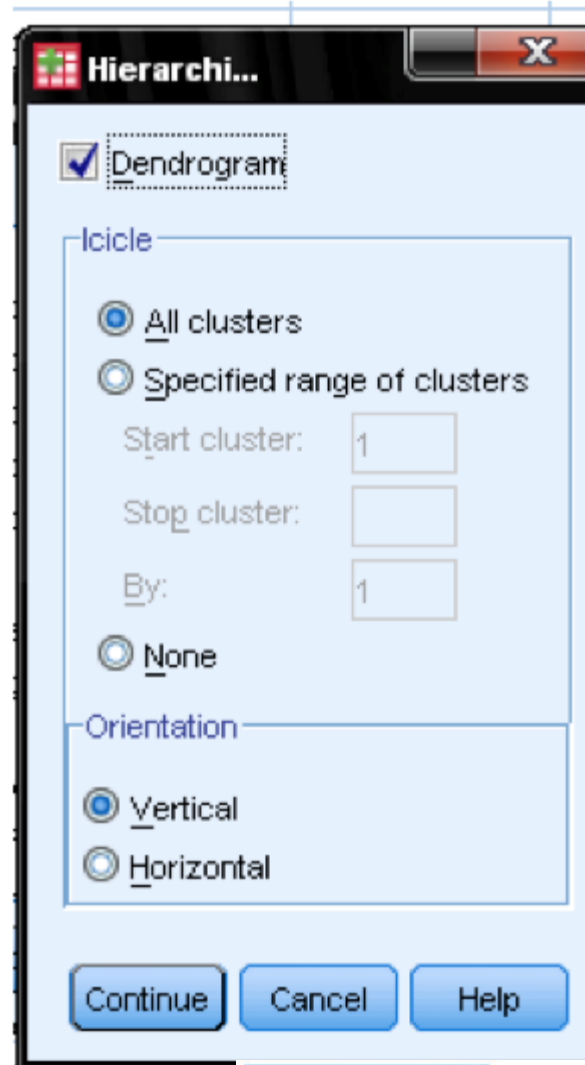 Hierarchi...
Dendrogram
Icicle
All clusters
Specified range of clusters
Start cluster: 1
Stop cluster:
By: 1
None
Orientation
Vertical
Horizontal
Continue Cancel Help